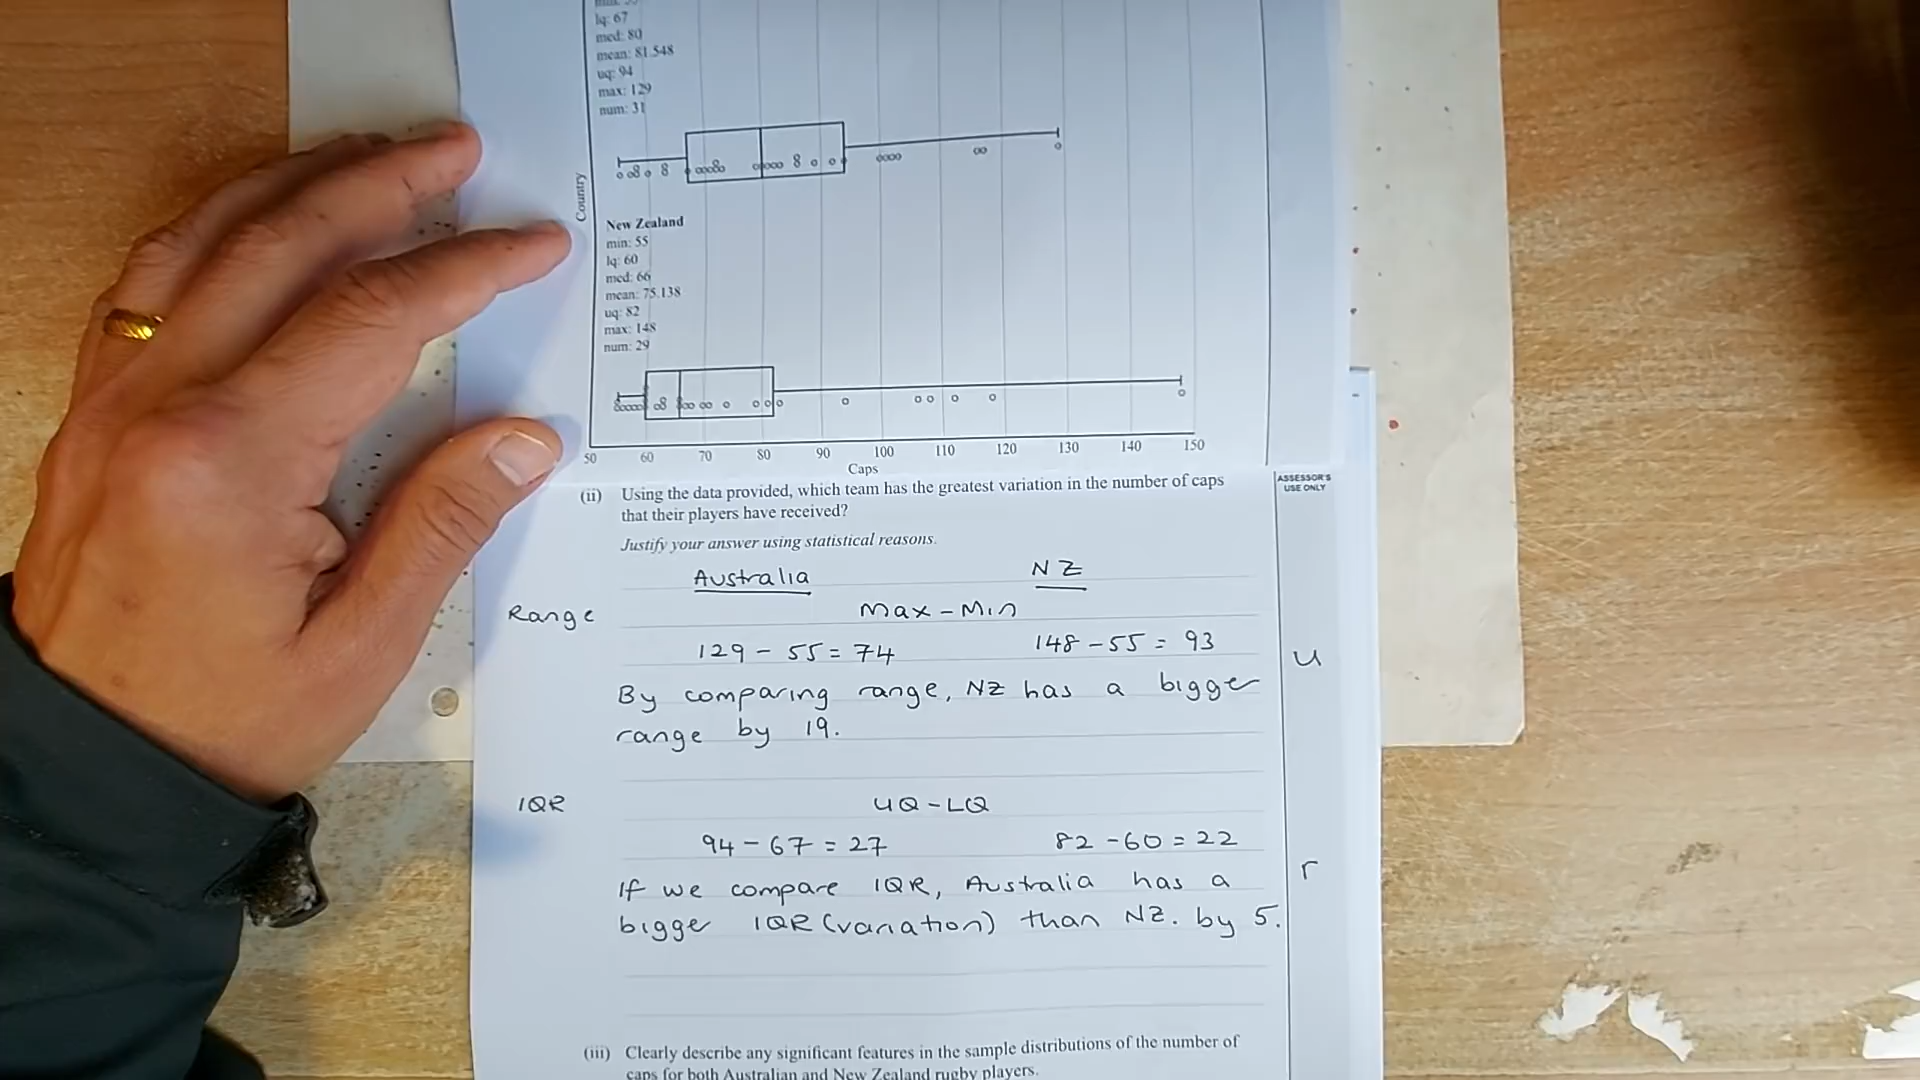 lq: 67
med: 80
mean: 81.548
uq: 94
max: 129
num: 31
Country
New Zealand
min: 55
lq: 60
med: 66
mean: 75.138
uq: 82
max: 148
num: 29
50 60 70 80 90 100 110 120 130 140 150
Caps
(ii) Using the data provided, which team has the greatest variation in the number of caps
that their players have received?
ASSESSOR'S
USE ONLY
Justify your answer using statistical reasons.
Australia NZ
Range Max - Min
129 - 55 = 74 148 - 55 = 93
u
By comparing range, NZ has a bigger
range by 19.
IQR UQ - LQ
94 - 67 = 27 82 - 60 = 22
r
If we compare IQR, Australia has a
bigger IQR (variation) than NZ. by 5.
(iii) Clearly describe any significant features in the sample distributions of the number of
caps for both Australian and New Zealand rugby players.